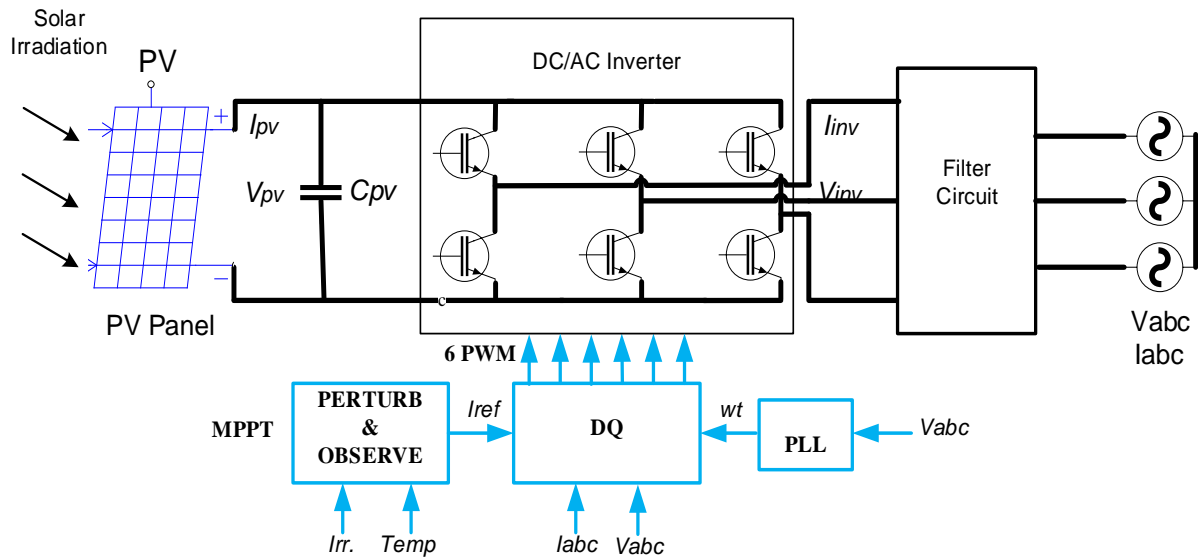 Solar
Irradiation
PV
+
Ipv
Vpv
Cpv
−
PV Panel
DC/AC Inverter
c
Iinv
Vinv
Filter
Circuit
Vabc
Iabc
6 PWM
MPPT
PERTURB
&
OBSERVE
Iref
DQ
wt
PLL
Vabc
Irr.
Temp
Iabc
Vabc